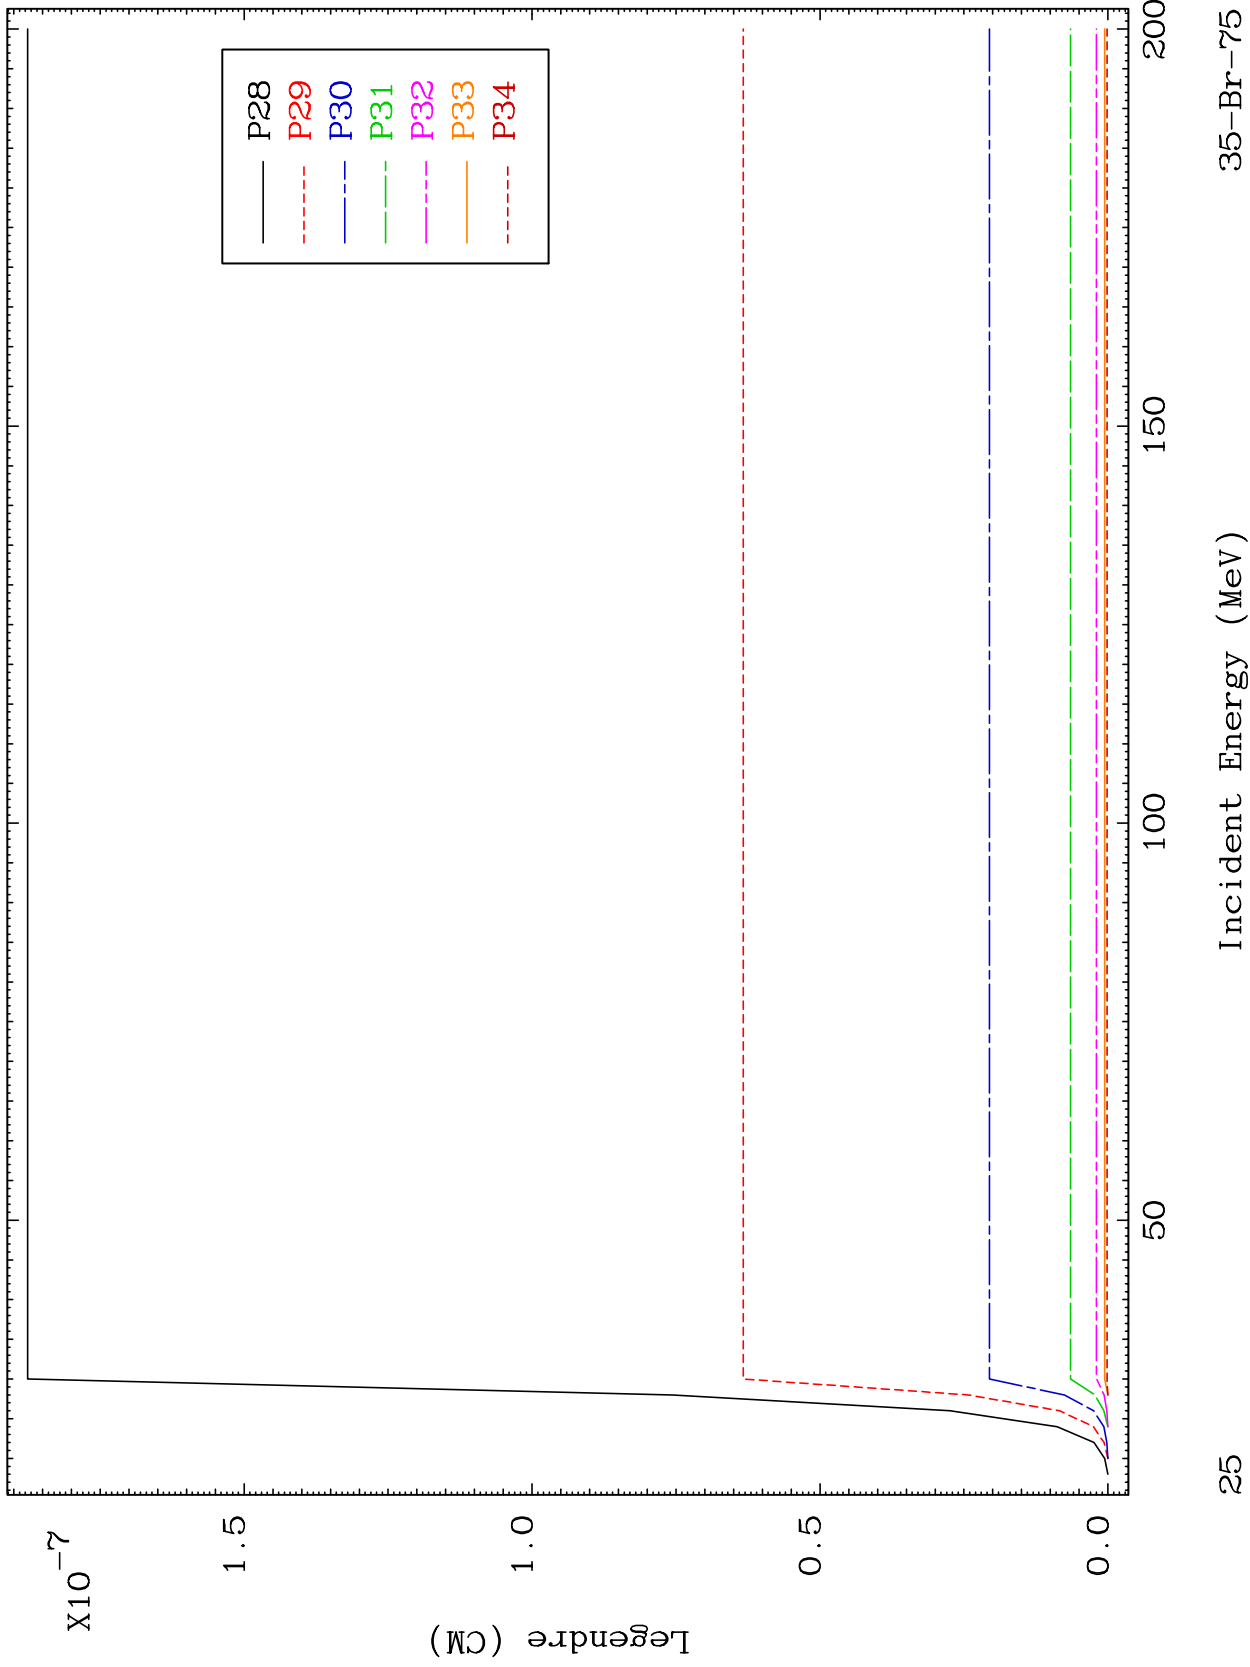 X10⁻⁷
1.5
1.0
0.5
0.0
Legendre (CM)
P28
P29
P30
P31
P32
P33
P34
50
100
150
200
Incident Energy (MeV)
25
35-Br-75